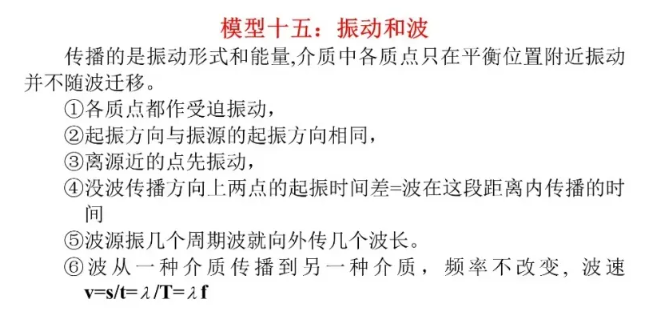 模型十五：振动和波
传播的是振动形式和能量,介质中各质点只在平衡位置附近振动
并不随波迁移。
①各质点都作受迫振动，
②起振方向与振源的起振方向相同，
③离源近的点先振动，
④没波传播方向上两点的起振时间差=波在这段距离内传播的时
间
⑤波源振几个周期波就向外传几个波长。
⑥波从一种介质传播到另一种介质，频率不改变, 波速
v=s/t=λ/T=λf